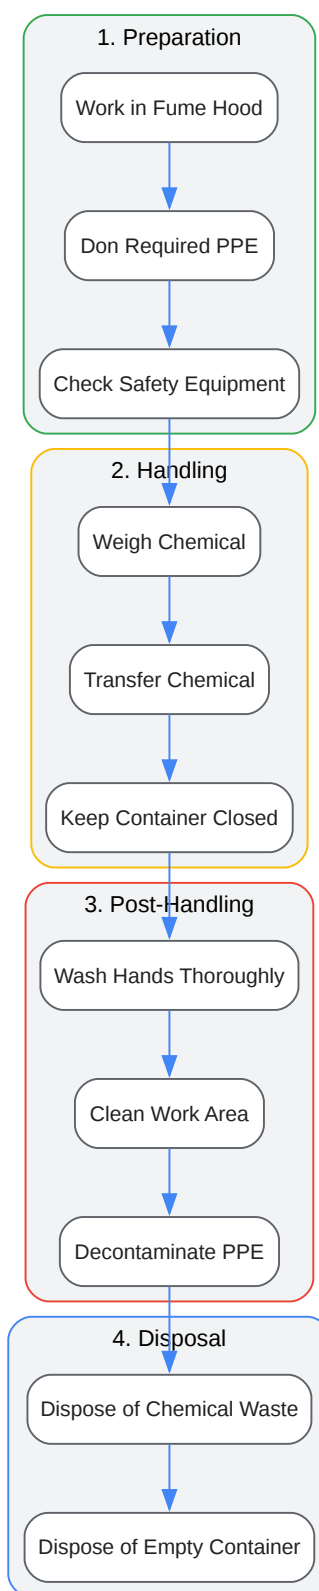 1. Preparation
Work in Fume Hood
Don Required PPE
Check Safety Equipment
2. Handling
Weigh Chemical
Transfer Chemical
Keep Container Closed
3. Post-Handling
Wash Hands Thoroughly
Clean Work Area
Decontaminate PPE
4. Disposal
Dispose of Chemical Waste
Dispose of Empty Container